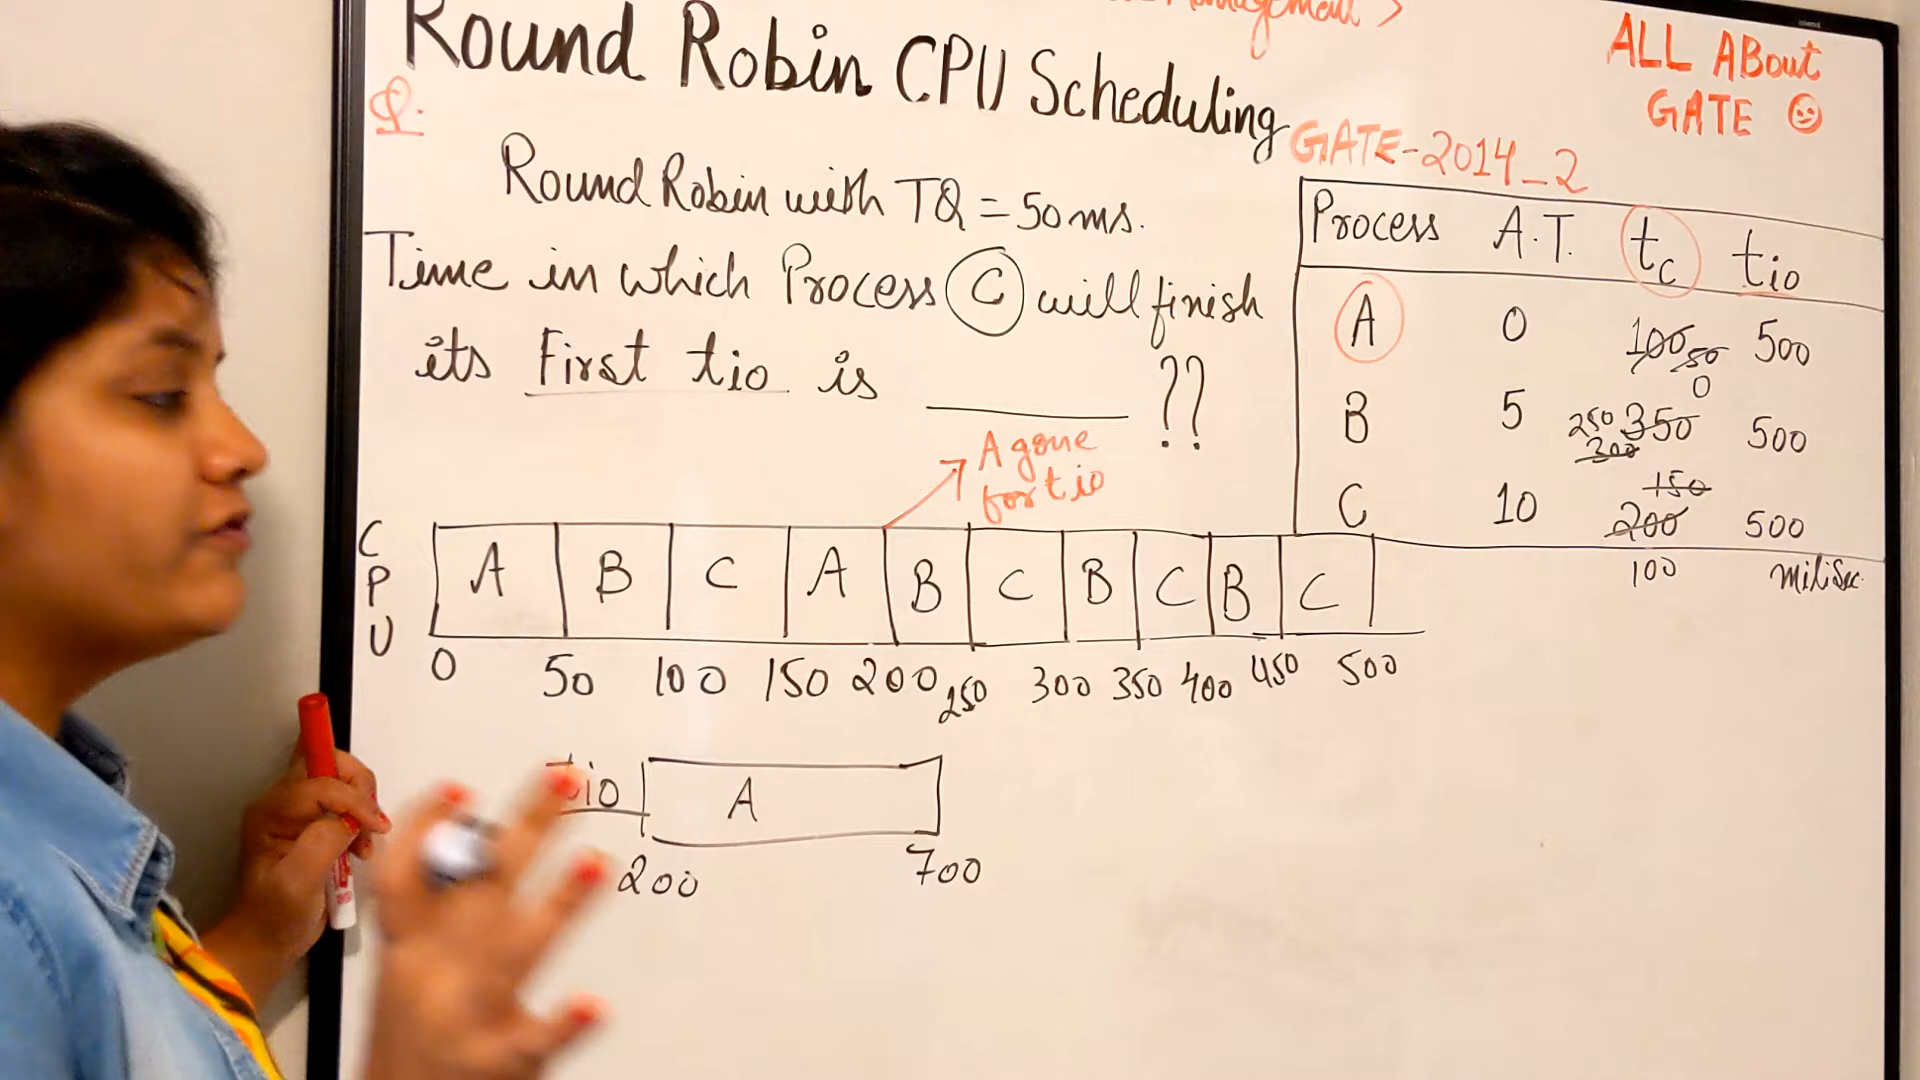 Management >
ALL ABout
GATE
Round Robin CPU Scheduling
Q.
GATE-2014_2
Round Robin with TQ = 50 ms.
Time in which Process C will finish
its First tio is ______ ??
Process A.T. tc tio
A 0 100 50 0 500
B 5 250 300 350 500
C 10 150 200 500
100 miliSec.
A gone
for tio
CPU
A B C A B C B C B C
0 50 100 150 200 250 300 350 400 450 500
tio A
200 700